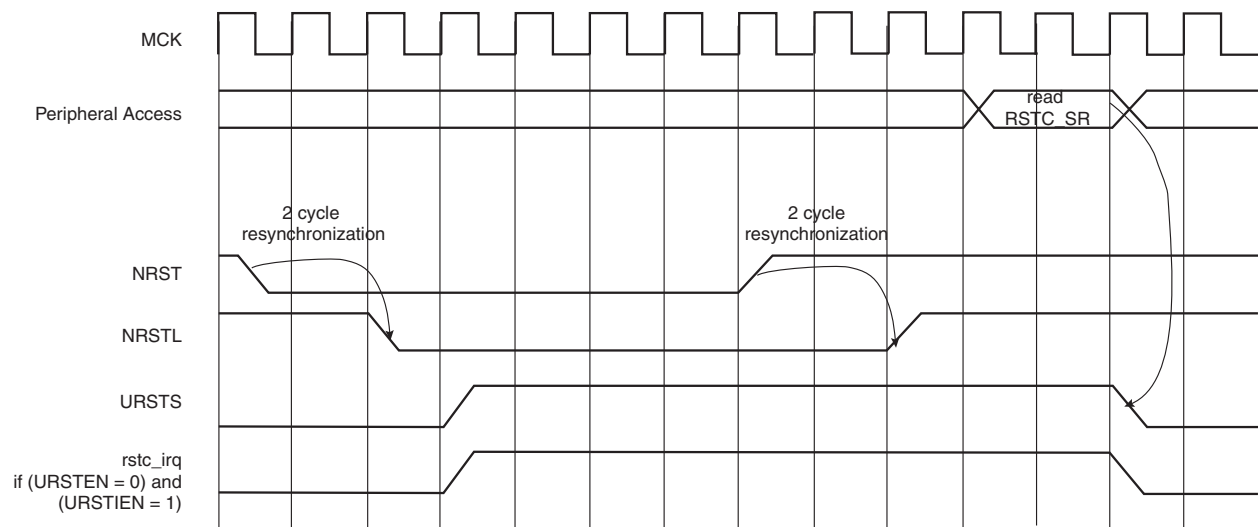 MCK
Peripheral Access
read
RSTC_SR
2 cycle
resynchronization
2 cycle
resynchronization
NRST
NRSTL
URSTS
rstc_irq
if (URSTEN = 0) and
(URSTIEN = 1)